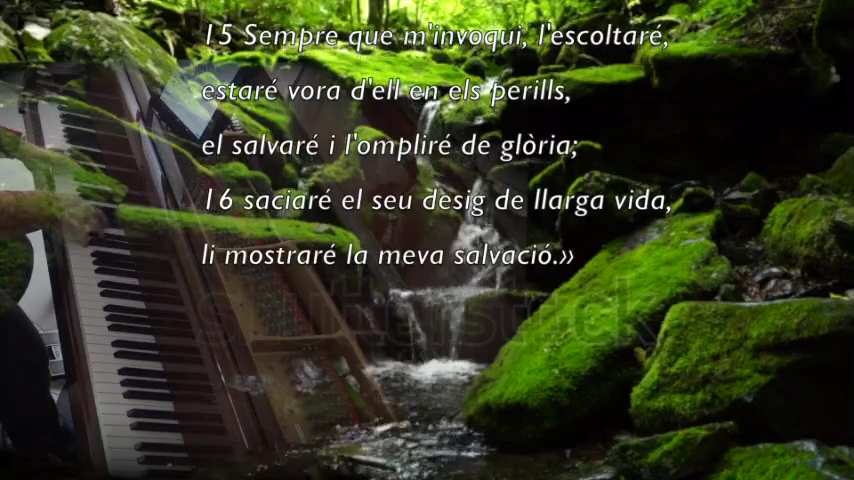 15 Sempre que m'invoqui, l'escoltaré,
estaré vora d'ell en els perills,
el salvaré i l'ompliré de glòria;
16 saciaré el seu desig de llarga vida,
li mostraré la meva salvació.»
shutterstock